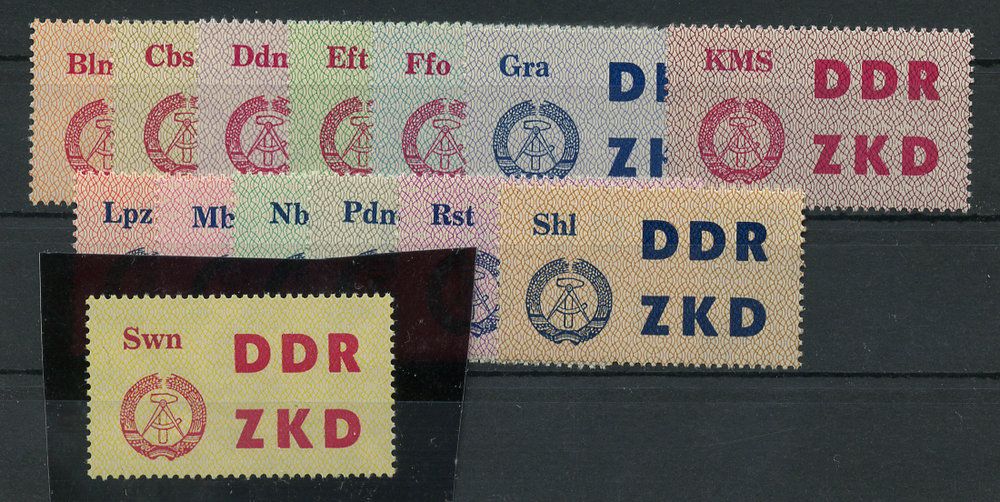 Bln
Cbs
Ddn
Eft
Ffo
Gra
KMS
DDR
ZKD
Lpz
Mb
Nb
Pdn
Rst
Shl
DDR
ZKD
Swn
DDR
ZKD